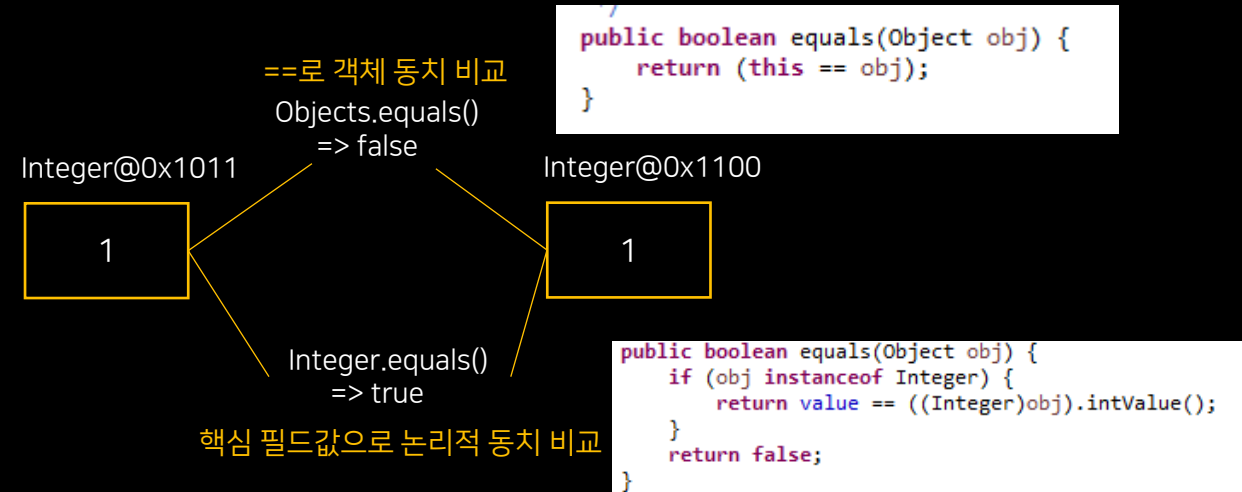 */
public boolean equals(Object obj) {
    return (this == obj);
}
==로 객체 동치 비교
Objects.equals()
=> false
Integer@0x1011
Integer@0x1100
1
1
Integer.equals()
=> true
핵심 필드값으로 논리적 동치 비교
public boolean equals(Object obj) {
    if (obj instanceof Integer) {
        return value == ((Integer)obj).intValue();
    }
    return false;
}